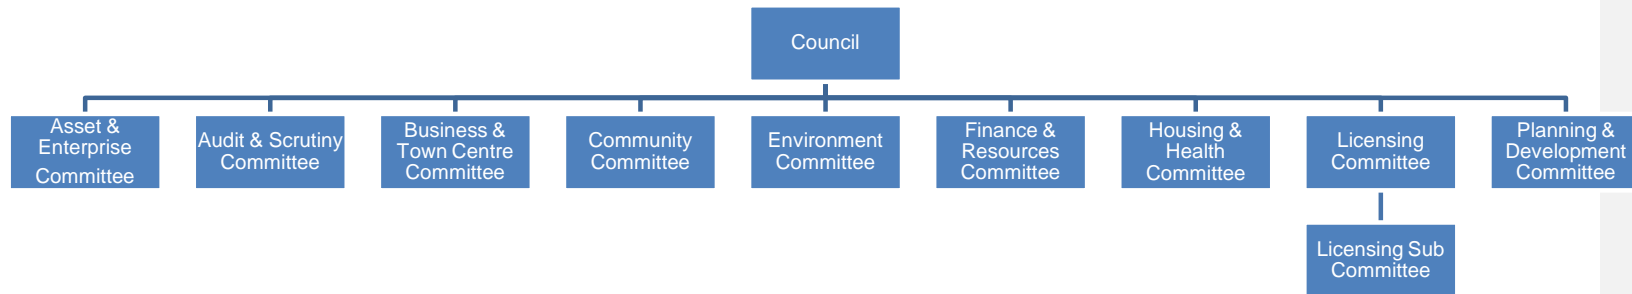 Council
Asset &
Enterprise
Committee
Audit & Scrutiny
Committee
Business &
Town Centre
Committee
Community
Committee
Environment
Committee
Finance &
Resources
Committee
Housing &
Health
Committee
Licensing
Committee
Planning &
Development
Committee
Licensing Sub
Committee